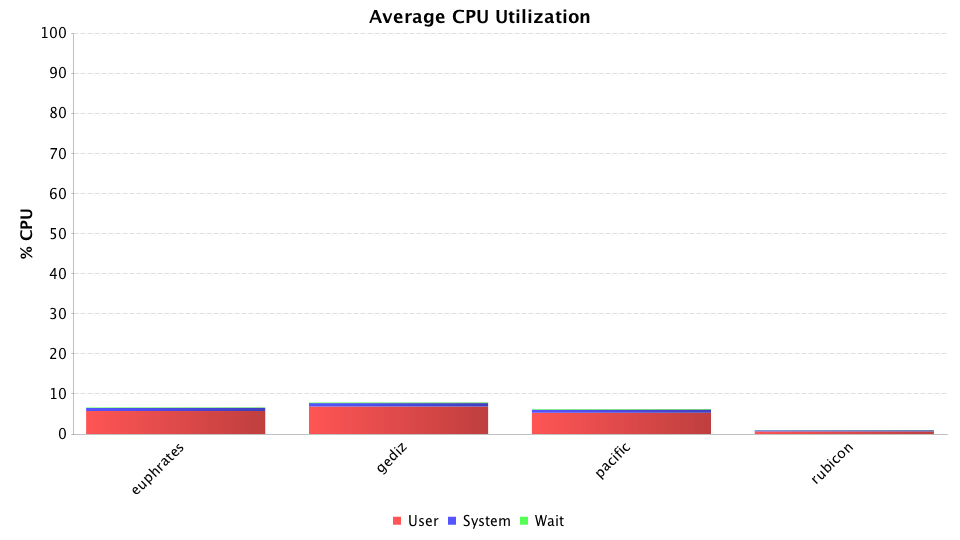 Average CPU Utilization
100
90
80
70
60
50
40
30
20
10
0
% CPU
euphrates
gediz
pacific
rubicon
User System Wait